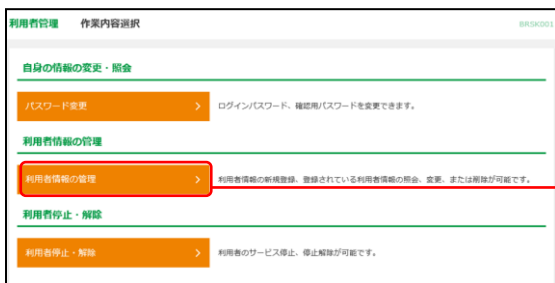 利用者管理　作業内容選択
BRSK001
自身の情報の変更・照会
パスワード変更
ログインパスワード、確認用パスワードを変更できます。
利用者情報の管理
利用者情報の管理
利用者情報の新規登録、登録されている利用者情報の照会、変更、または削除が可能です。
利用者停止・解除
利用者停止・解除
利用者のサービス停止、停止解除が可能です。